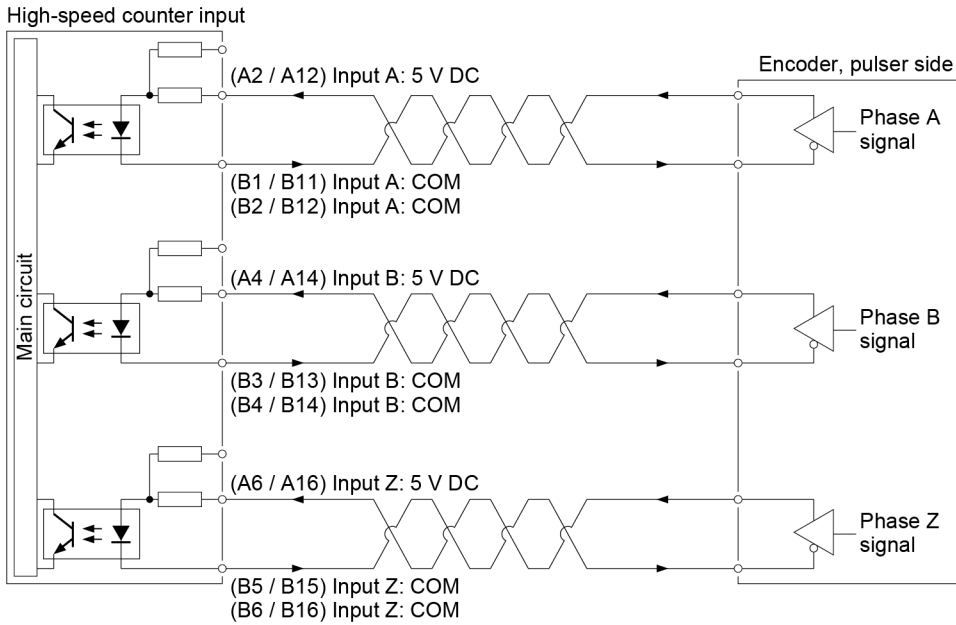 High-speed counter input
Encoder, pulser side
Main circuit
(A2 / A12) Input A: 5 V DC
Phase A
signal
(B1 / B11) Input A: COM
(B2 / B12) Input A: COM
(A4 / A14) Input B: 5 V DC
Phase B
signal
(B3 / B13) Input B: COM
(B4 / B14) Input B: COM
(A6 / A16) Input Z: 5 V DC
Phase Z
signal
(B5 / B15) Input Z: COM
(B6 / B16) Input Z: COM